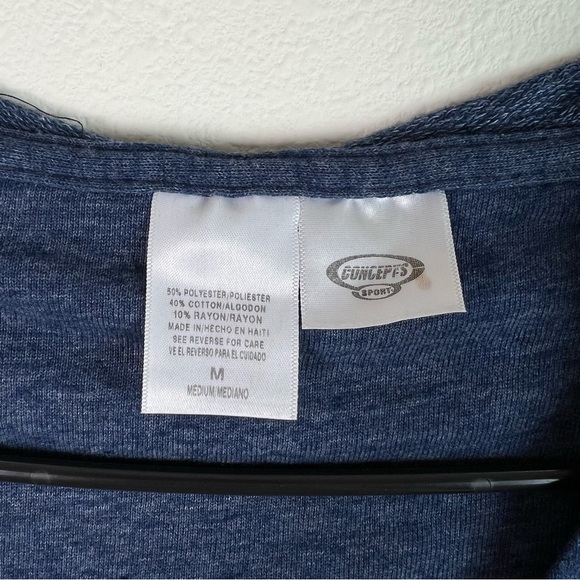 50% POLYESTER/POLIESTER
40% COTTON/ALGODON
10% RAYON/RAYON
MADE IN/HECHO EN HAITI
SEE REVERSE FOR CARE
VE EL REVERSO PARA EL CUIDADO
M
MEDIUM/MEDIANO
CONCEPTS
SPORT